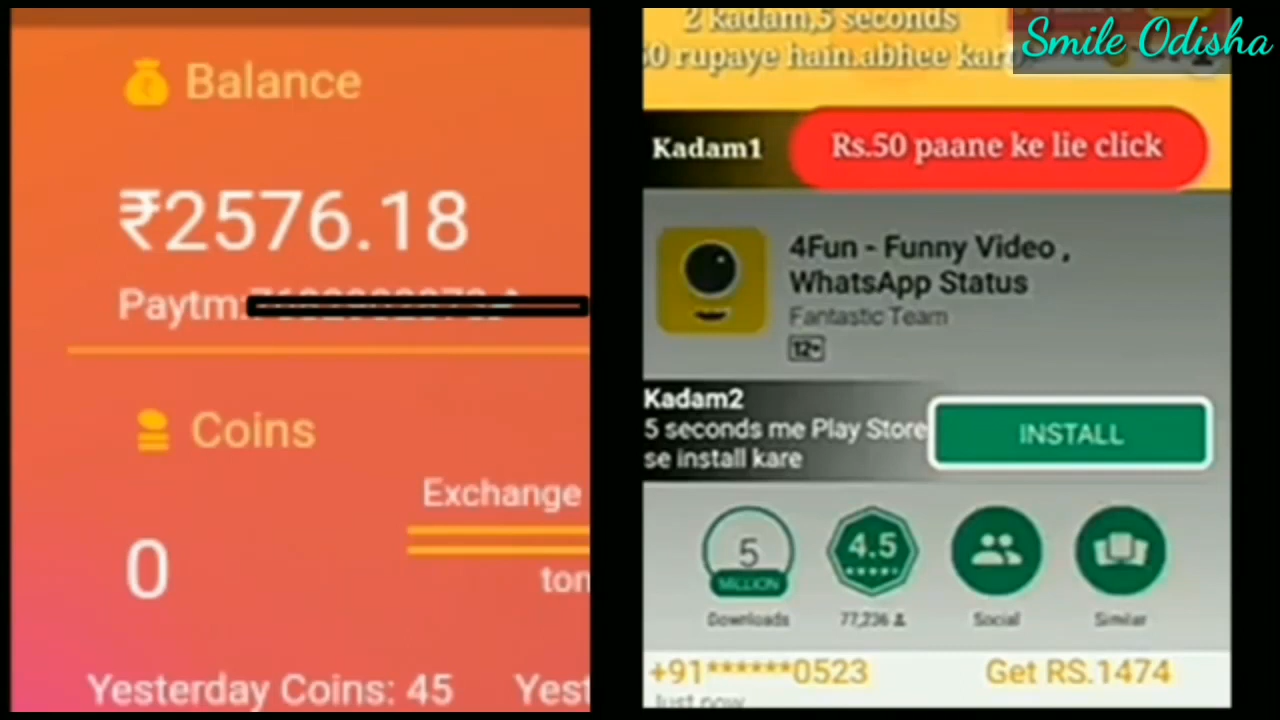 Balance
₹2576.18
Paytm:
Coins
Exchange
0
Yesterday Coins: 45
Smile Odisha
2 kadam,5 seconds
rupaye hain.abhee karo
Kadam1
Rs.50 paane ke lie click
4Fun - Funny Video ,
WhatsApp Status
Fantastic Team
12+
Kadam2
5 seconds me Play Store
se install kare
INSTALL
5
MILLION
Downloads
4.5
77,236
Social
Similar
+91******0523
Get RS.1474
Just now